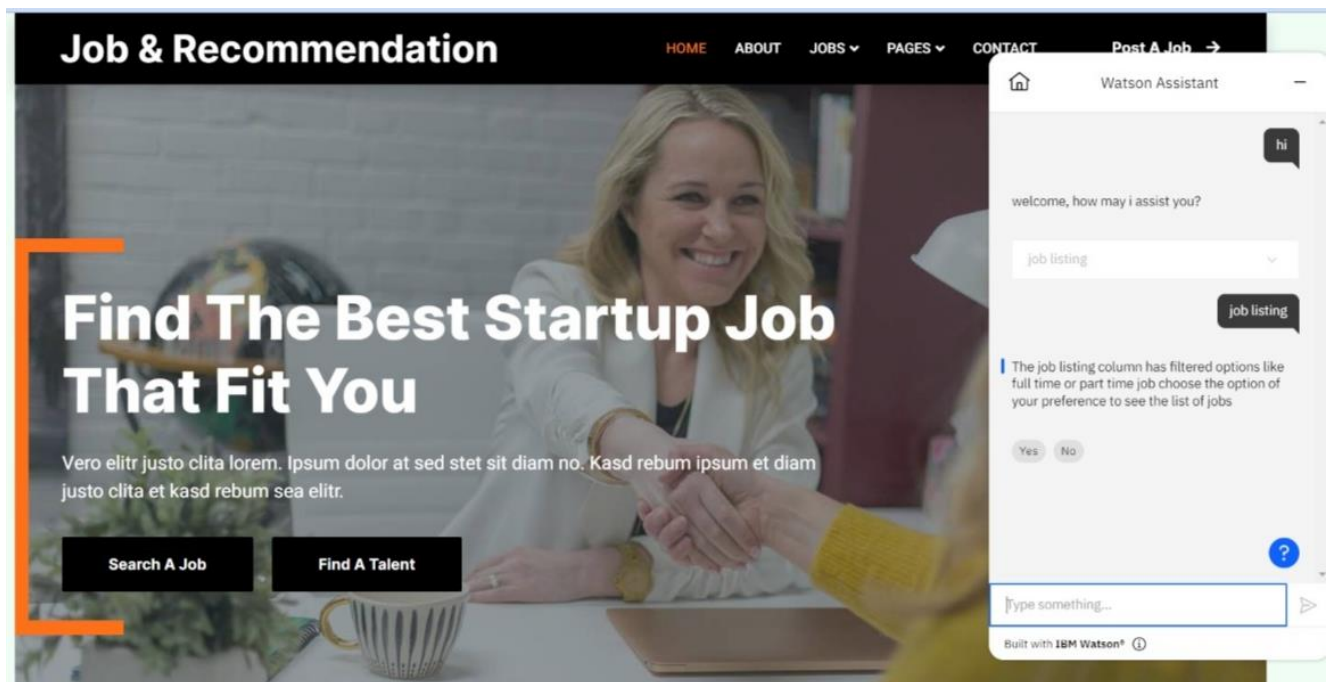 Job & Recommendation
HOME ABOUT JOBS PAGES CONTACT Post A Job →
Find The Best Startup Job
That Fit You
Vero elitr justo clita lorem. Ipsum dolor at sed stet sit diam no. Kasd rebum ipsum et diam
justo clita et kasd rebum sea elitr.
Search A Job Find A Talent
Watson Assistant
hi
welcome, how may i assist you?
job listing
job listing
The job listing column has filtered options like
full time or part time job choose the option of
your preference to see the list of jobs
Yes No
?
Type something...
Built with IBM Watson®